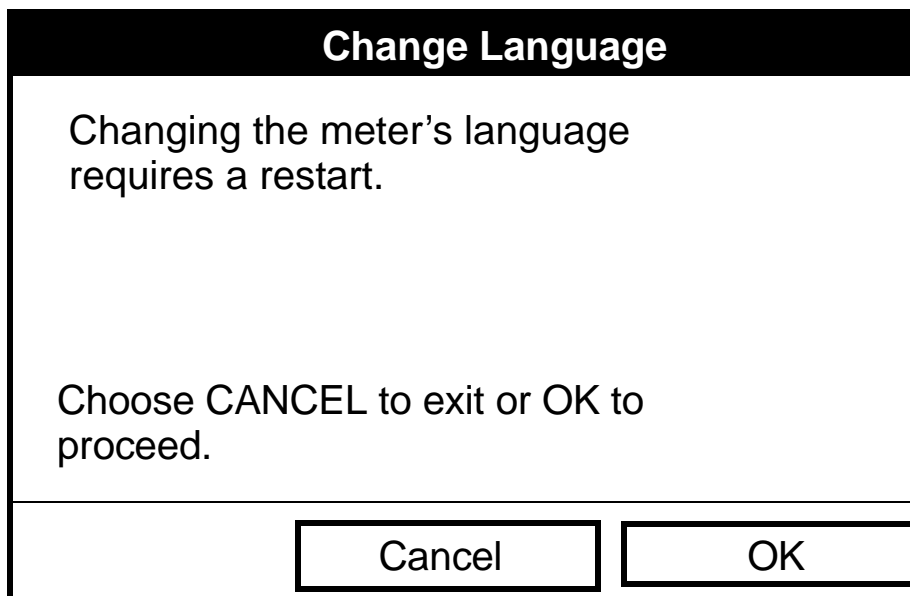 Change Language
Changing the meter’s language
requires a restart.
Choose CANCEL to exit or OK to
proceed.
Cancel
OK